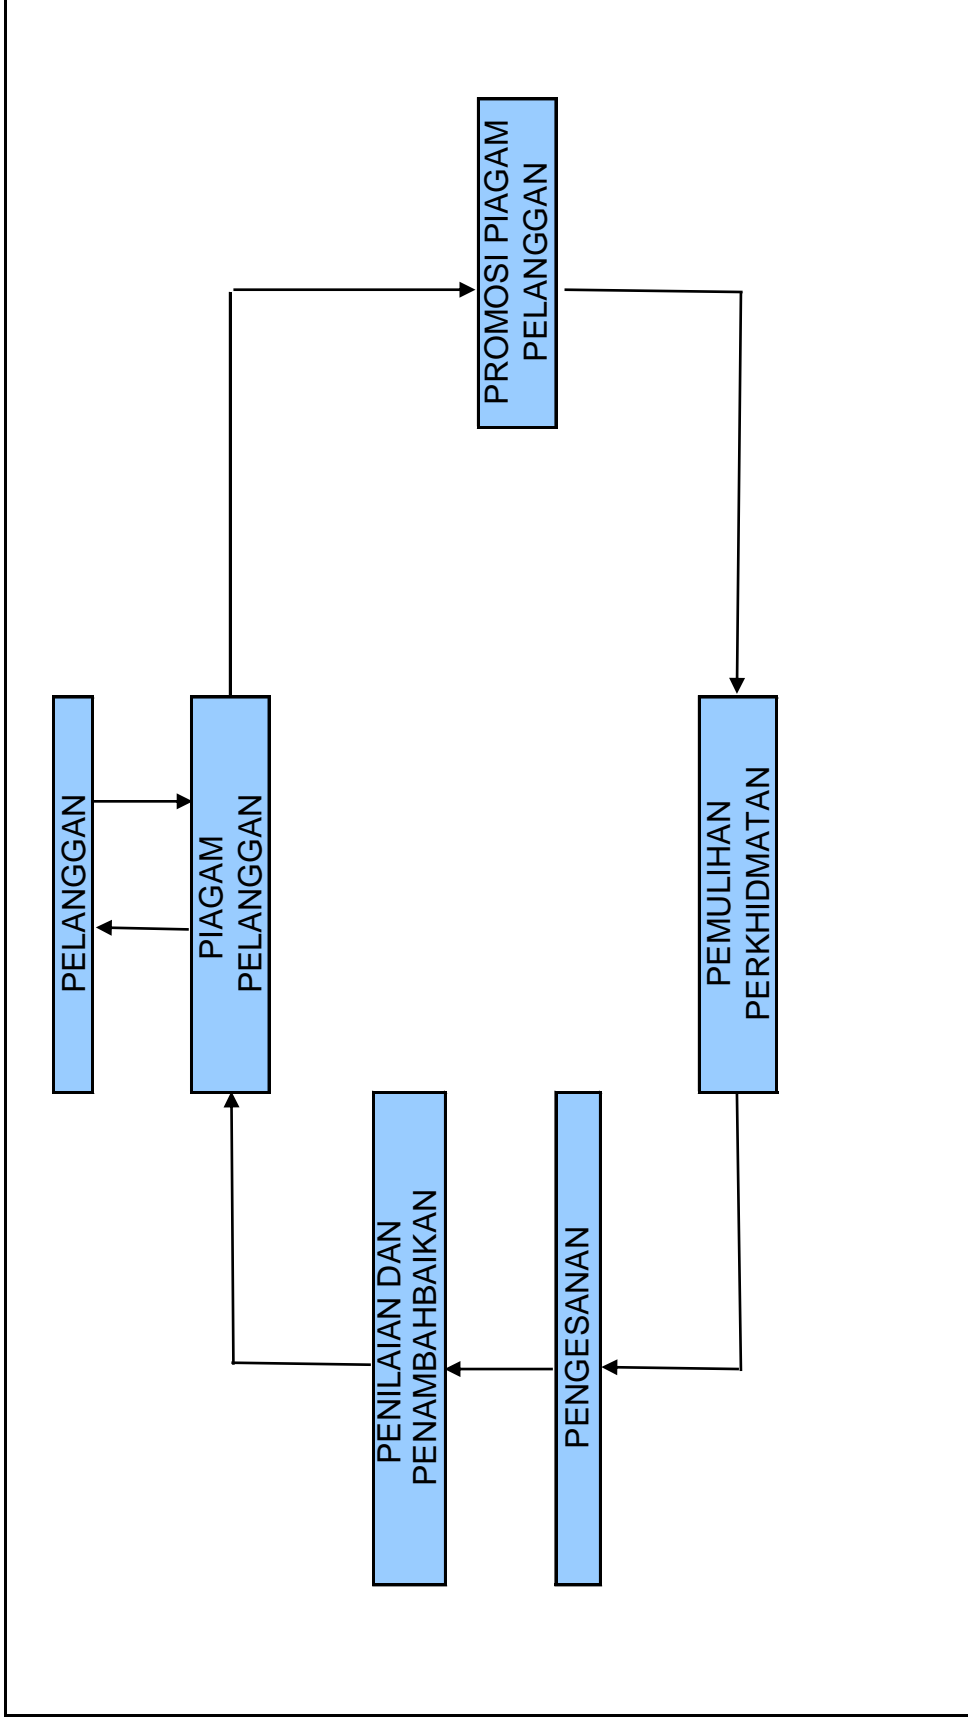 PELANGGAN
PIAGAM
PELANGGAN
PROMOSI PIAGAM
PELANGGAN
PEMULIHAN
PERKHIDMATAN
PENGESANAN
PENILAIAN DAN
PENAMBAHBAIKAN